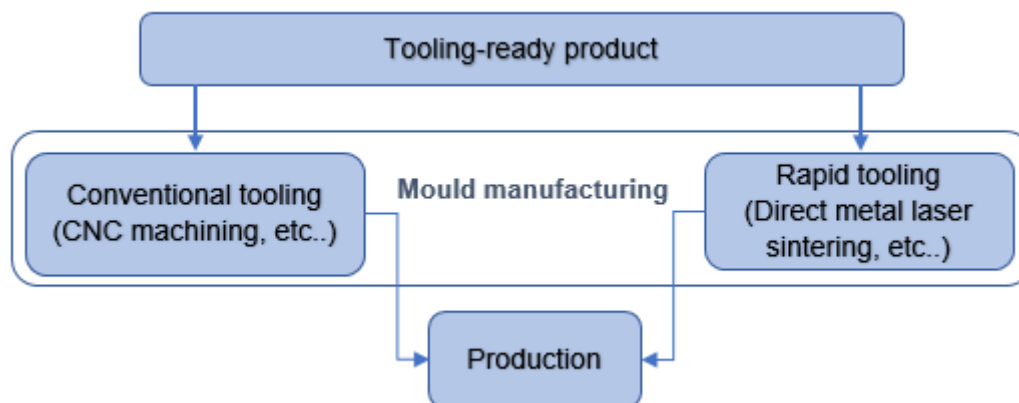 Tooling-ready product
Conventional tooling
(CNC machining, etc..)
Mould manufacturing
Rapid tooling
(Direct metal laser
sintering, etc..)
Production